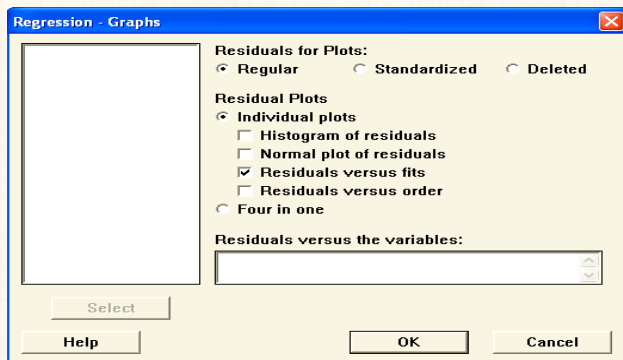 Regression - Graphs
Residuals for Plots:
Regular Standardized Deleted
Residual Plots
Individual plots
Histogram of residuals
Normal plot of residuals
Residuals versus fits
Residuals versus order
Four in one
Residuals versus the variables:
Select
Help OK Cancel